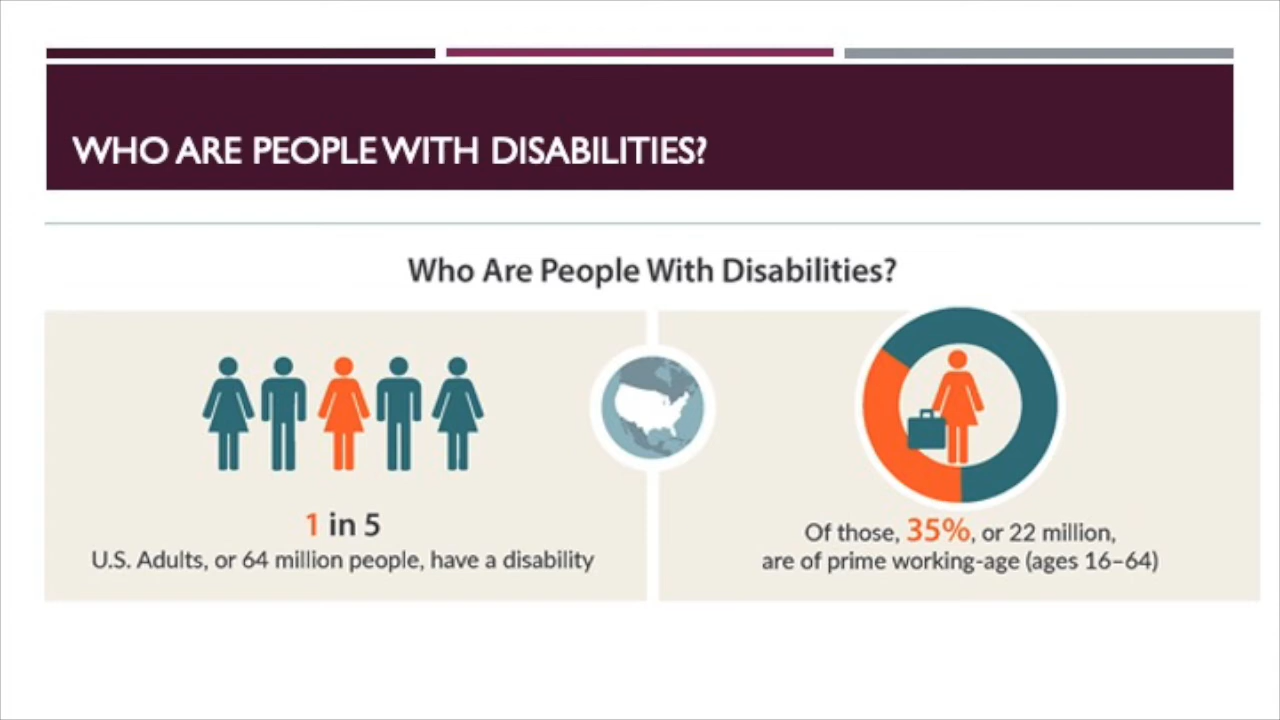 WHO ARE PEOPLE WITH DISABILITIES?
Who Are People With Disabilities?
1 in 5
U.S. Adults, or 64 million people, have a disability
Of those, 35%, or 22 million,
are of prime working-age (ages 16–64)